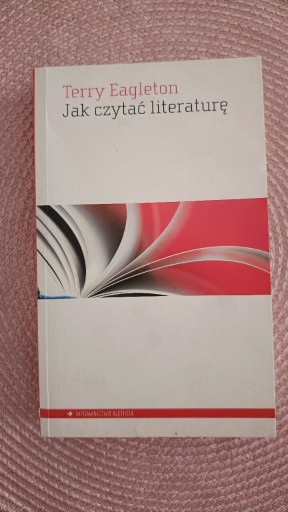 Terry Eagleton
Jak czytać literaturę
WYDAWNICTWO ALETHEIA